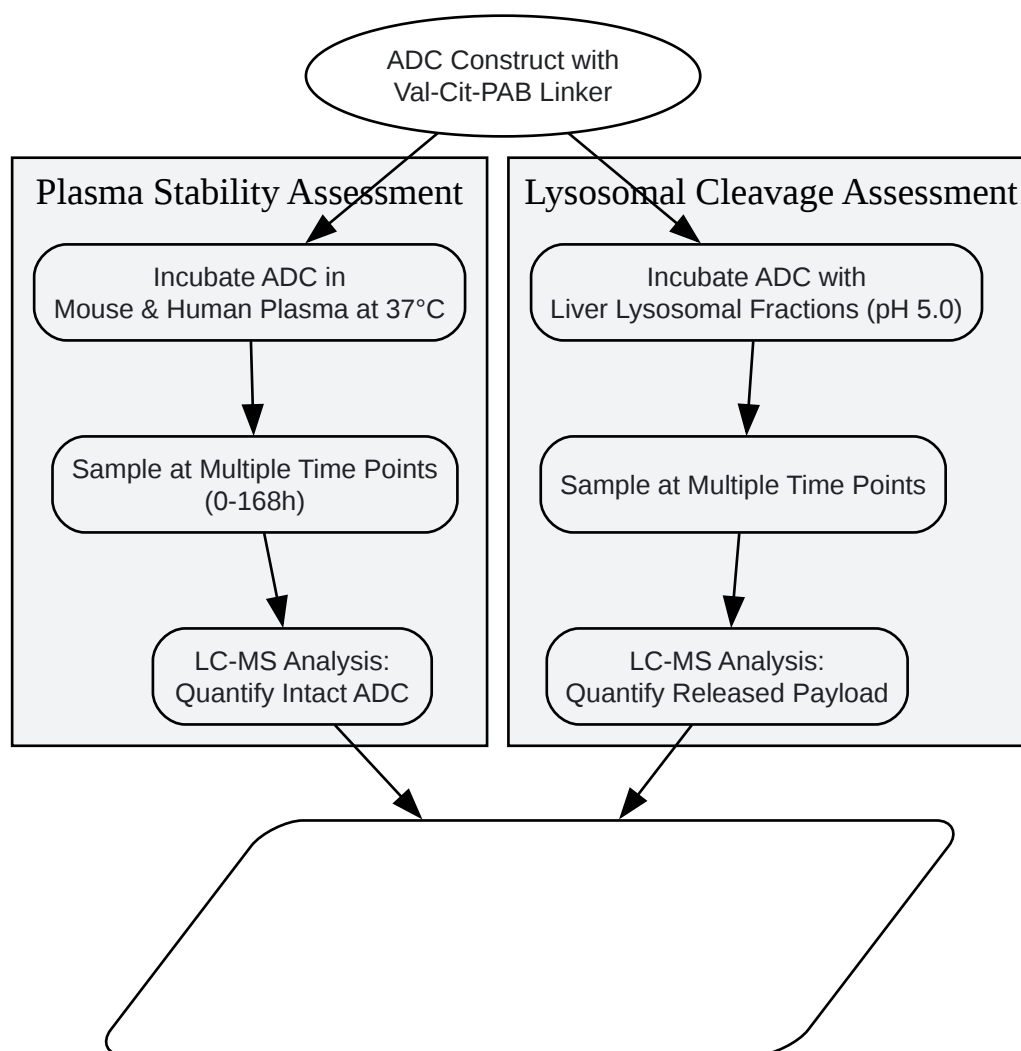 ADC Construct with
Val-Cit-PAB Linker
Plasma Stability Assessment
Incubate ADC in
Mouse & Human Plasma at 37°C
Sample at Multiple Time Points
(0-168h)
LC-MS Analysis:
Quantify Intact ADC
Lysosomal Cleavage Assessment
Incubate ADC with
Liver Lysosomal Fractions (pH 5.0)
Sample at Multiple Time Points
LC-MS Analysis:
Quantify Released Payload